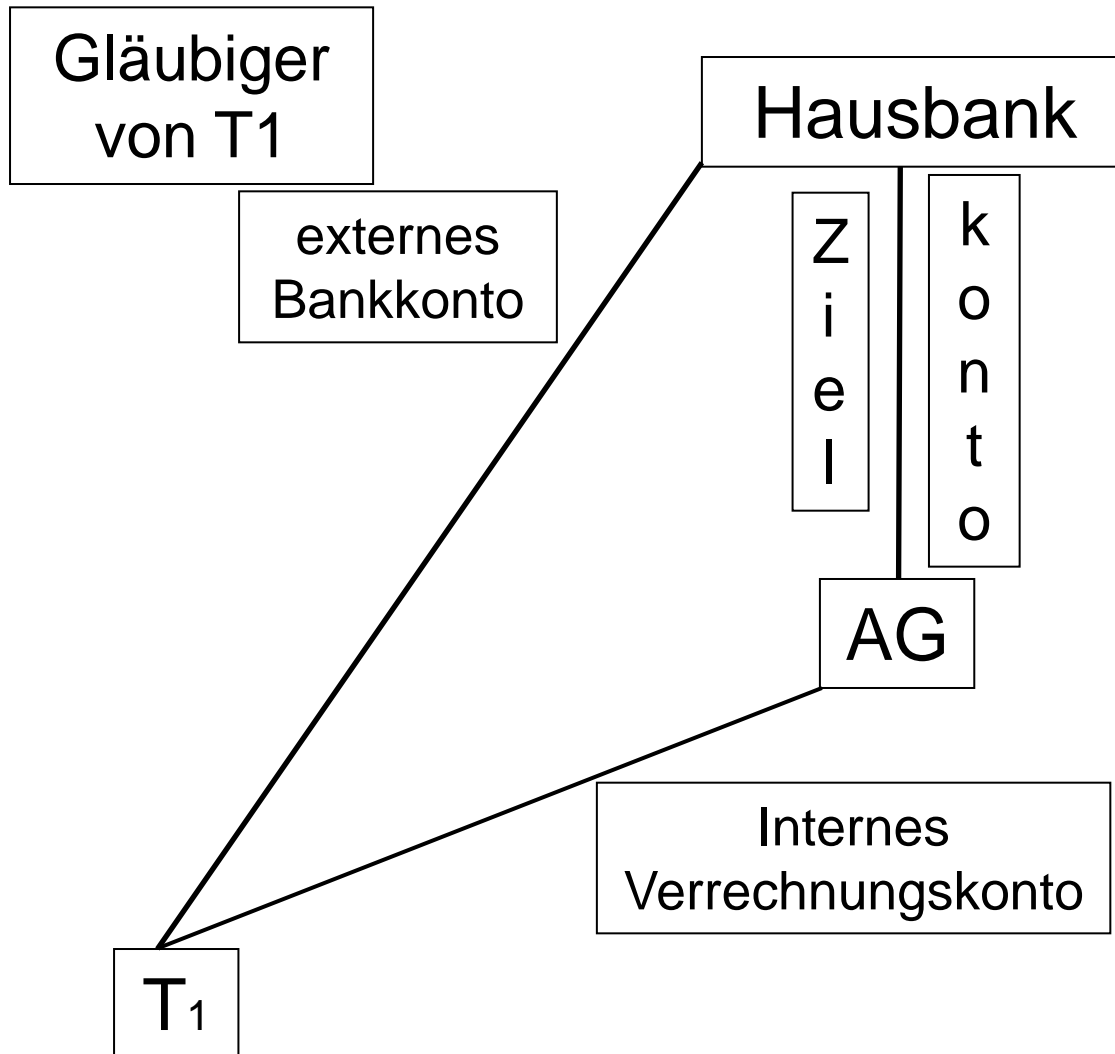 Gläubiger
von T1
Hausbank
externes
Bankkonto
Z
i
e
l
k
o
n
t
o
AG
Internes
Verrechnungskonto
T1